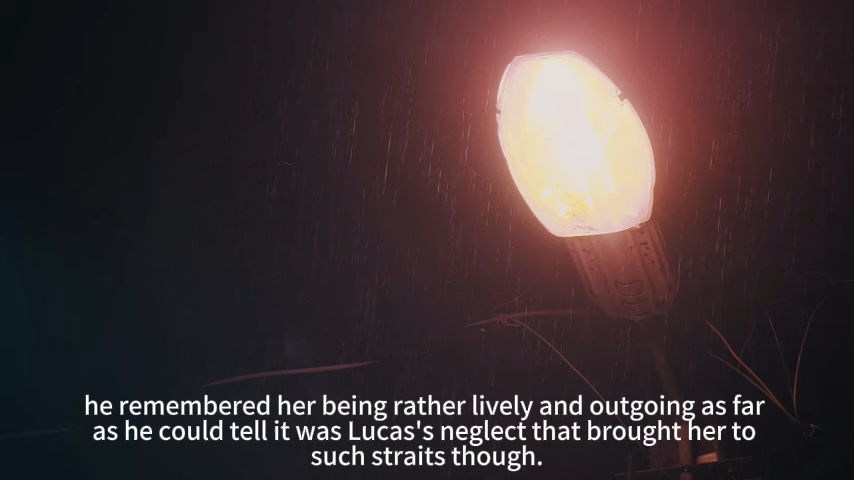 he remembered her being rather lively and outgoing as far
as he could tell it was Lucas's neglect that brought her to
such straits though.